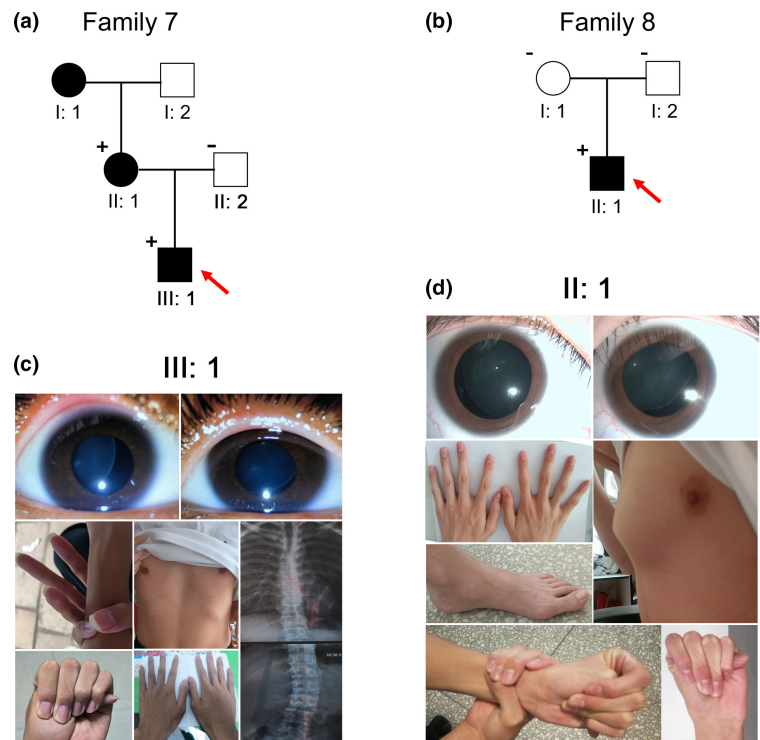 (a) Family 7
I: 1 I: 2
+ -
II: 1 II: 2
+
III: 1
(b) Family 8
- -
I: 1 I: 2
+
II: 1
(c) III: 1
(d) II: 1